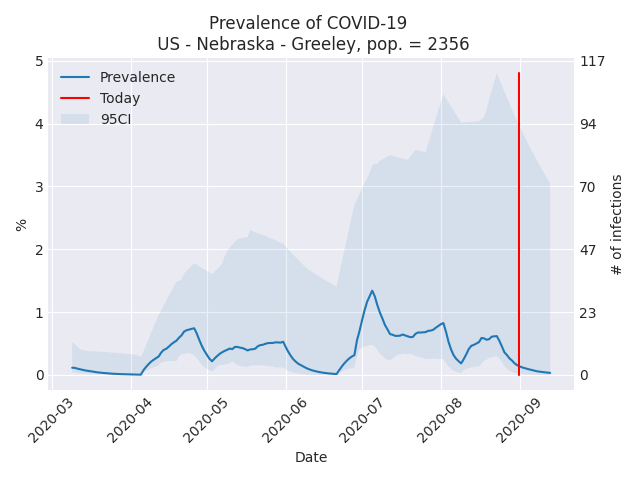 Prevalence of COVID-19
US - Nebraska - Greeley, pop. = 2356
Prevalence
Today
95CI
5
4
3
2
1
0
%
117
94
70
47
23
0
# of infections
2020-03
2020-04
2020-05
2020-06
2020-07
2020-08
2020-09
Date